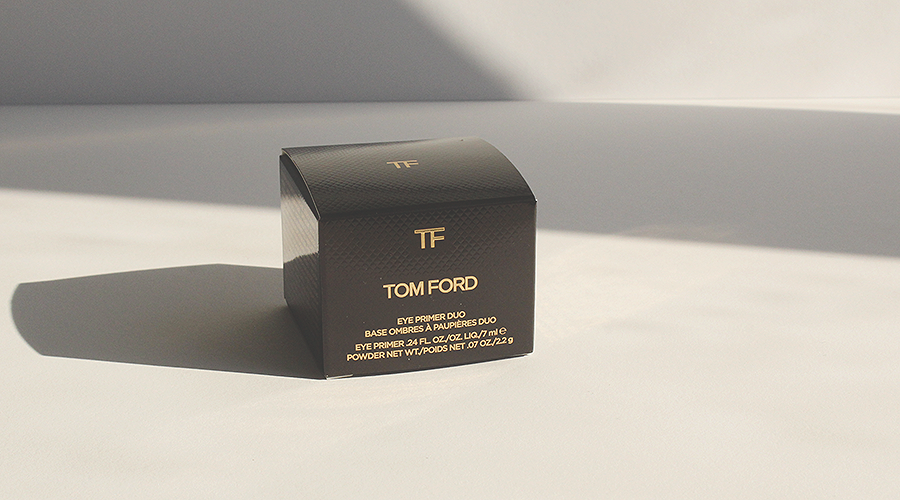 TF
TF
TOM FORD
EYE PRIMER DUO
BASE OMBRES À PAUPIÈRES DUO
EYE PRIMER .24 FL. OZ./OZ. LIQ./7 ml ℮
POWDER NET WT./POIDS NET .07 OZ./2.2 g